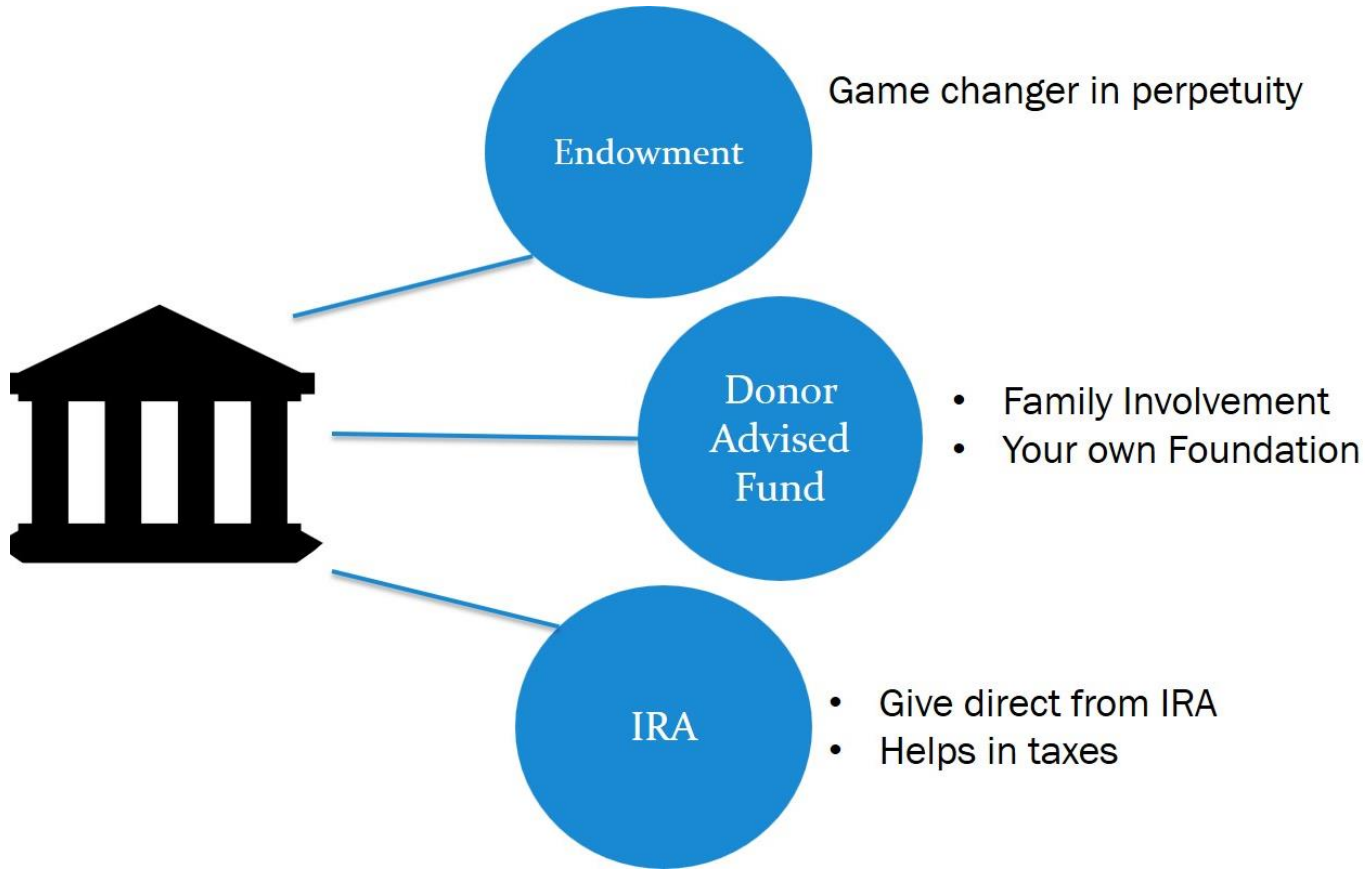 Endowment
Game changer in perpetuity
Donor
Advised
Fund
• Family Involvement
• Your own Foundation
IRA
• Give direct from IRA
• Helps in taxes